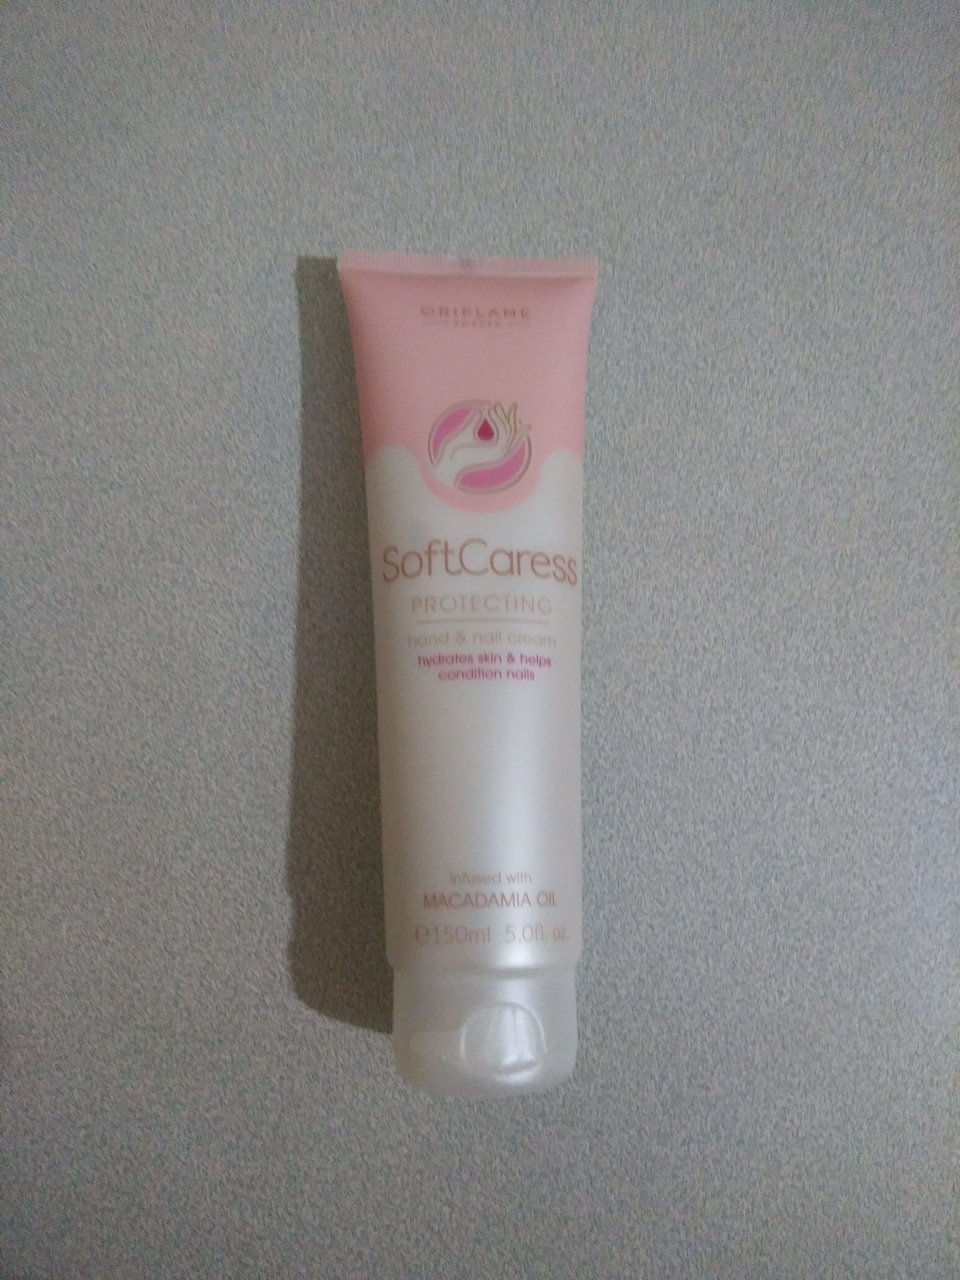 ORIFLAME
SWEDEN
SoftCaress
PROTECTING
hand & nail cream
hydrates skin & helps
condition nails
infused with
MACADAMIA OIL
℮150ml 5.0fl. oz.